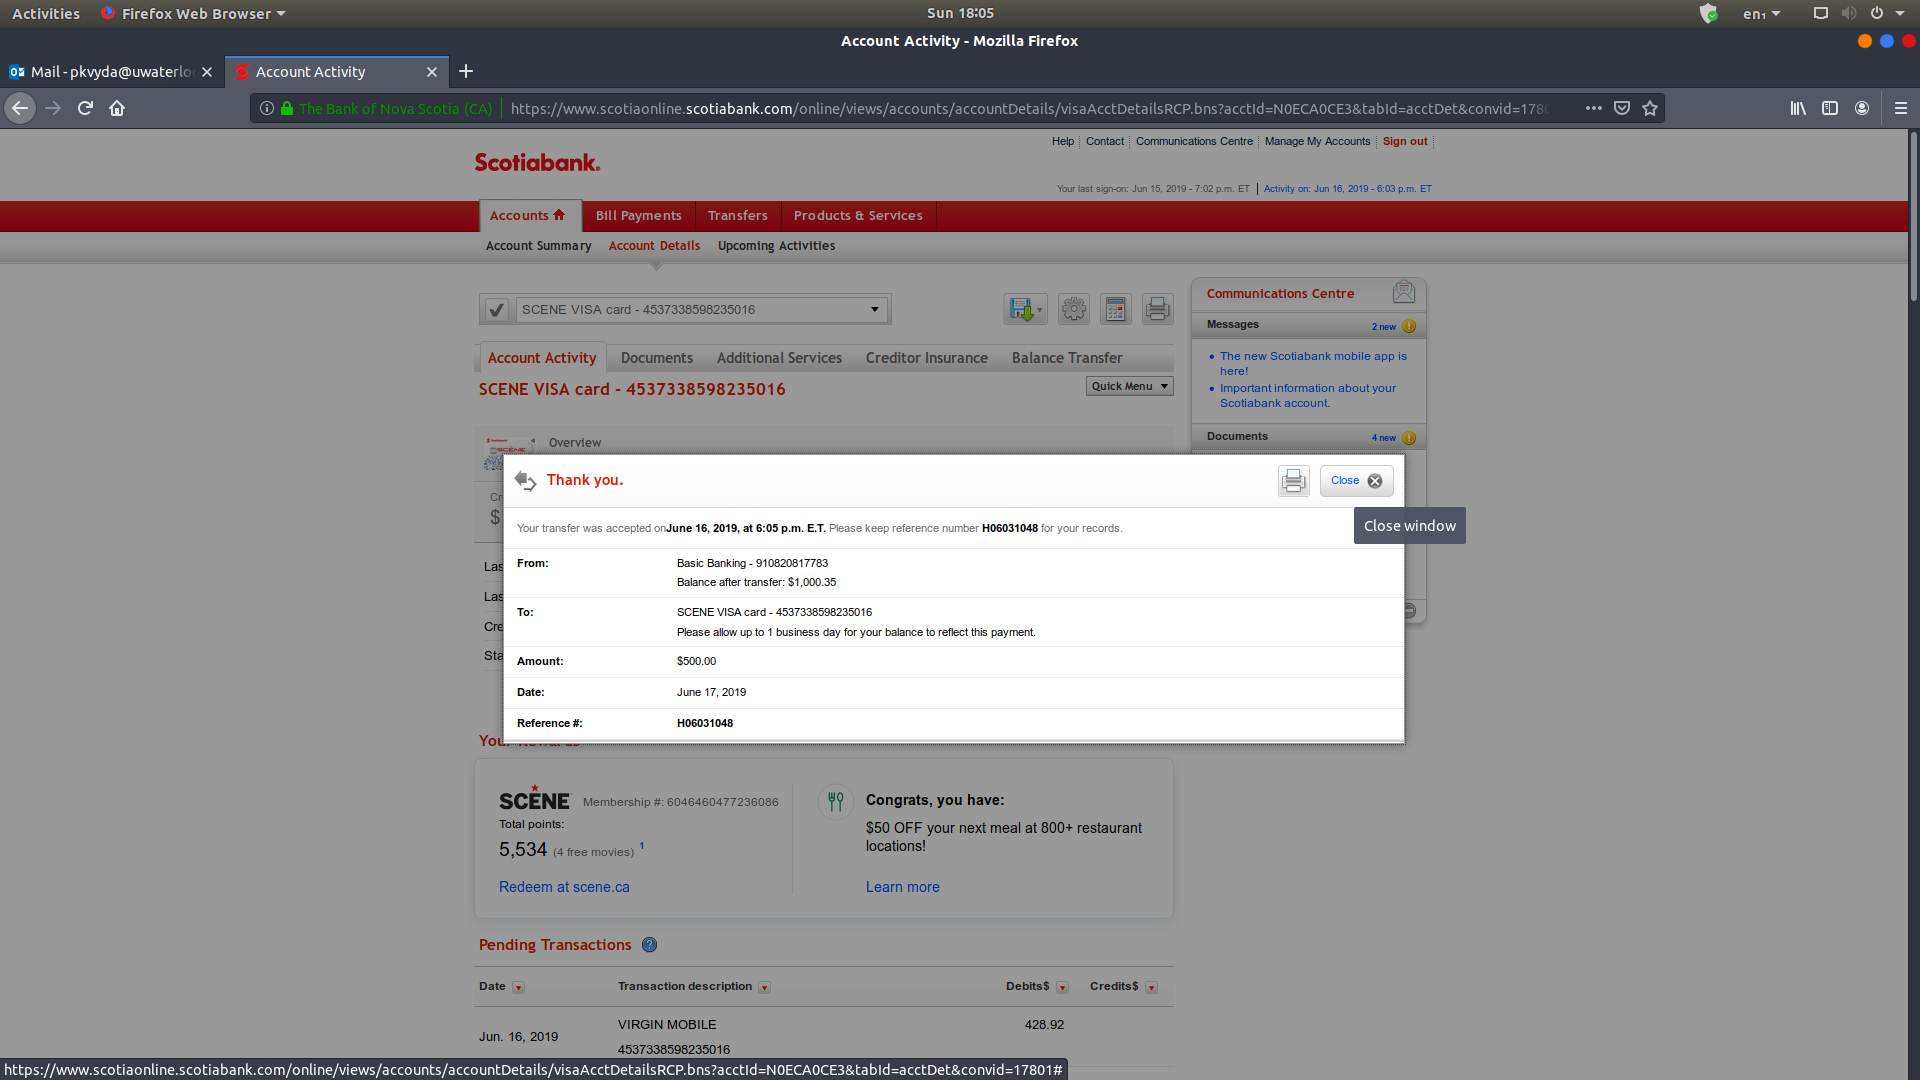 Activities Firefox Web Browser Sun 18:05 en₁
Account Activity - Mozilla Firefox
Mail - pkvyda@uwaterlo Account Activity
The Bank of Nova Scotia (CA) https://www.scotiaonline.scotiabank.com/online/views/accounts/accountDetails/visaAcctDetailsRCP.bns?acctId=N0ECA0CE3&tabId=acctDet&convid=1780
Help Contact Communications Centre Manage My Accounts Sign out
Scotiabank.
Your last sign-on: Jun 15, 2019 - 7:02 p.m. ET Activity on: Jun 16, 2019 - 6:03 p.m. ET
Accounts Bill Payments Transfers Products & Services
Account Summary Account Details Upcoming Activities
SCENE VISA card - 4537338598235016
Communications Centre
Messages 2 new
The new Scotiabank mobile app is
here!
Important information about your
Scotiabank account.
Documents 4 new
Account Activity Documents Additional Services Creditor Insurance Balance Transfer
SCENE VISA card - 4537338598235016
Quick Menu
Overview
Cr
$
Las
Las
Cre
Sta
Thank you.
Close
Close window
Your transfer was accepted onJune 16, 2019, at 6:05 p.m. E.T. Please keep reference number H06031048 for your records.
From: Basic Banking - 910820817783
Balance after transfer: $1,000.35
To: SCENE VISA card - 4537338598235016
Please allow up to 1 business day for your balance to reflect this payment.
Amount: $500.00
Date: June 17, 2019
Reference #: H06031048
SCENE Membership #: 6046460477236086
Total points:
5,534 (4 free movies) 1
Redeem at scene.ca
Congrats, you have:
$50 OFF your next meal at 800+ restaurant
locations!
Learn more
Pending Transactions ?
Date Transaction description Debits$ Credits$
Jun. 16, 2019 VIRGIN MOBILE 428.92
4537338598235016
https://www.scotiaonline.scotiabank.com/online/views/accounts/accountDetails/visaAcctDetailsRCP.bns?acctId=N0ECA0CE3&tabId=acctDet&convid=17801#